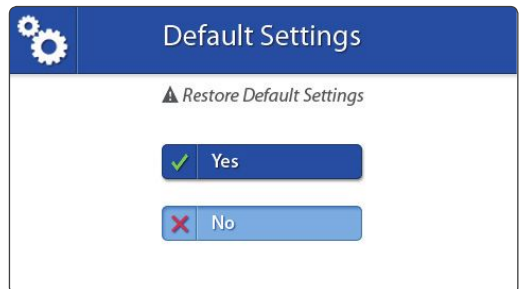 Default Settings
Restore Default Settings
Yes
No